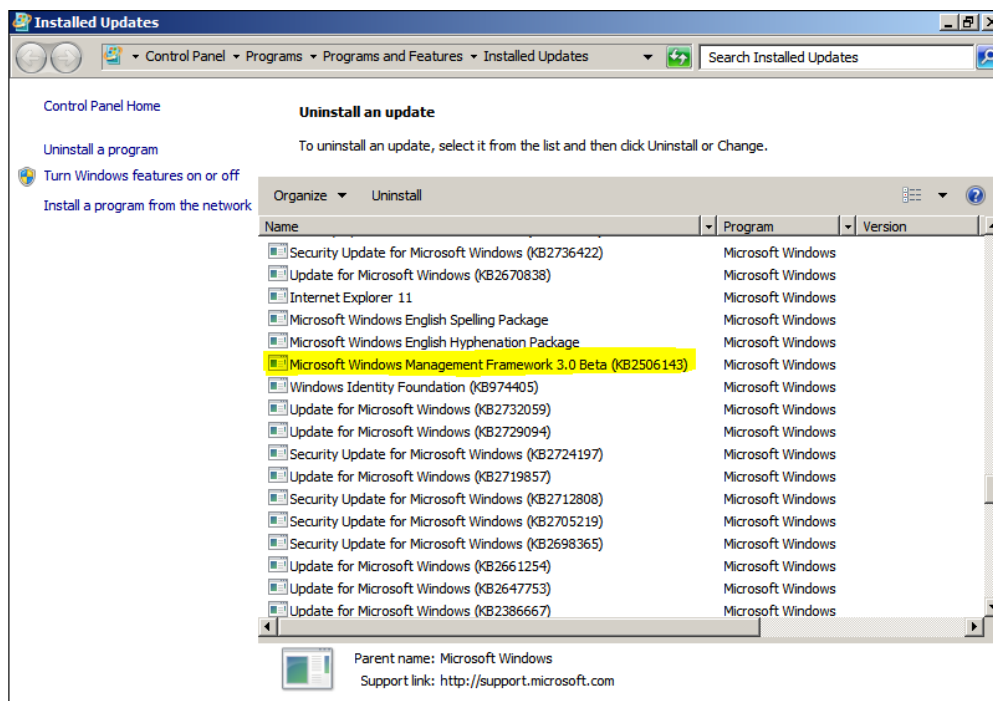 Installed Updates
Control Panel Programs Programs and Features Installed Updates Search Installed Updates
Control Panel Home
Uninstall an update
Uninstall a program
To uninstall an update, select it from the list and then click Uninstall or Change.
Turn Windows features on or off
Install a program from the network
Organize Uninstall
Name Program Version
Security Update for Microsoft Windows (KB2736422) Microsoft Windows
Update for Microsoft Windows (KB2670838) Microsoft Windows
Internet Explorer 11 Microsoft Windows
Microsoft Windows English Spelling Package Microsoft Windows
Microsoft Windows English Hyphenation Package Microsoft Windows
Microsoft Windows Management Framework 3.0 Beta (KB2506143) Microsoft Windows
Windows Identity Foundation (KB974405) Microsoft Windows
Update for Microsoft Windows (KB2732059) Microsoft Windows
Update for Microsoft Windows (KB2729094) Microsoft Windows
Security Update for Microsoft Windows (KB2724197) Microsoft Windows
Update for Microsoft Windows (KB2719857) Microsoft Windows
Security Update for Microsoft Windows (KB2712808) Microsoft Windows
Security Update for Microsoft Windows (KB2705219) Microsoft Windows
Security Update for Microsoft Windows (KB2698365) Microsoft Windows
Update for Microsoft Windows (KB2661254) Microsoft Windows
Update for Microsoft Windows (KB2647753) Microsoft Windows
Update for Microsoft Windows (KB2386667) Microsoft Windows
Parent name: Microsoft Windows
Support link: http://support.microsoft.com